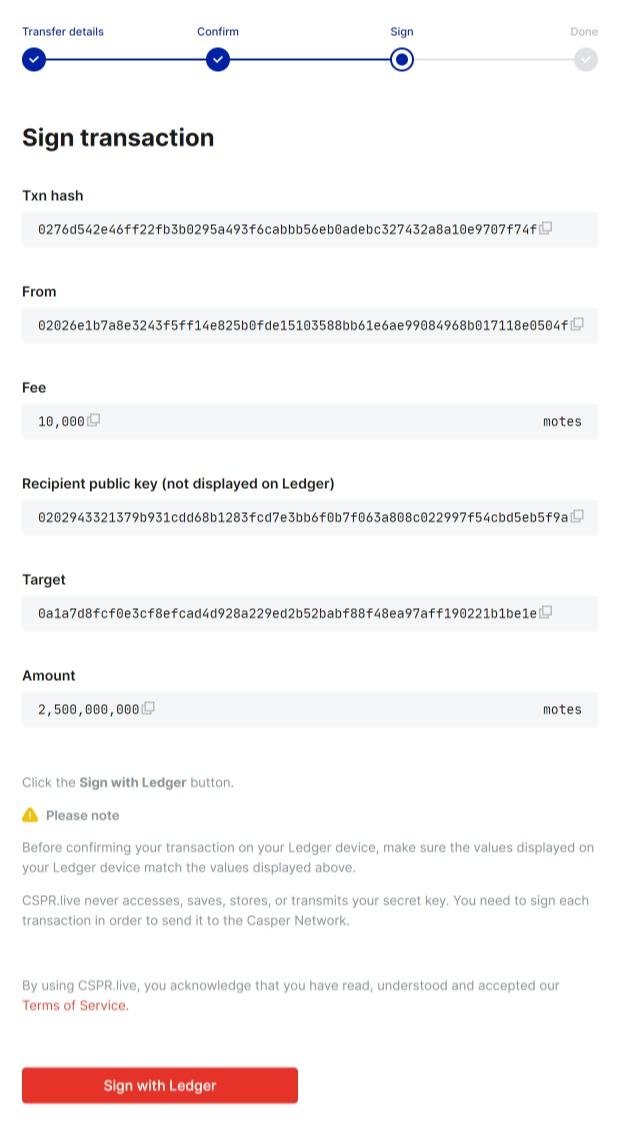 Transfer details
Confirm
Sign
Done
Sign transaction
Txn hash
0276d542e46ff22fb3b0295a493f6cabbb56eb0adebc327432a8a10e9707f74f
From
02026e1b7a8e3243f5ff14e825b0fde15103588bb61e6ae99084968b017118e0504f
Fee
10,000
motes
Recipient public key (not displayed on Ledger)
0202943321379b931cdd68b1283fcd7e3bb6f0b7f063a808c022997f54cbd5eb5f9a
Target
0a1a7d8fcf0e3cf8efcad4d928a229ed2b52babf88f48ea97aff190221b1be1e
Amount
2,500,000,000
motes
Click the Sign with Ledger button.
Please note
Before confirming your transaction on your Ledger device, make sure the values displayed on
your Ledger device match the values displayed above.
CSPR.live never accesses, saves, stores, or transmits your secret key. You need to sign each
transaction in order to send it to the Casper Network.
By using CSPR.live, you acknowledge that you have read, understood and accepted our
Terms of Service.
Sign with Ledger